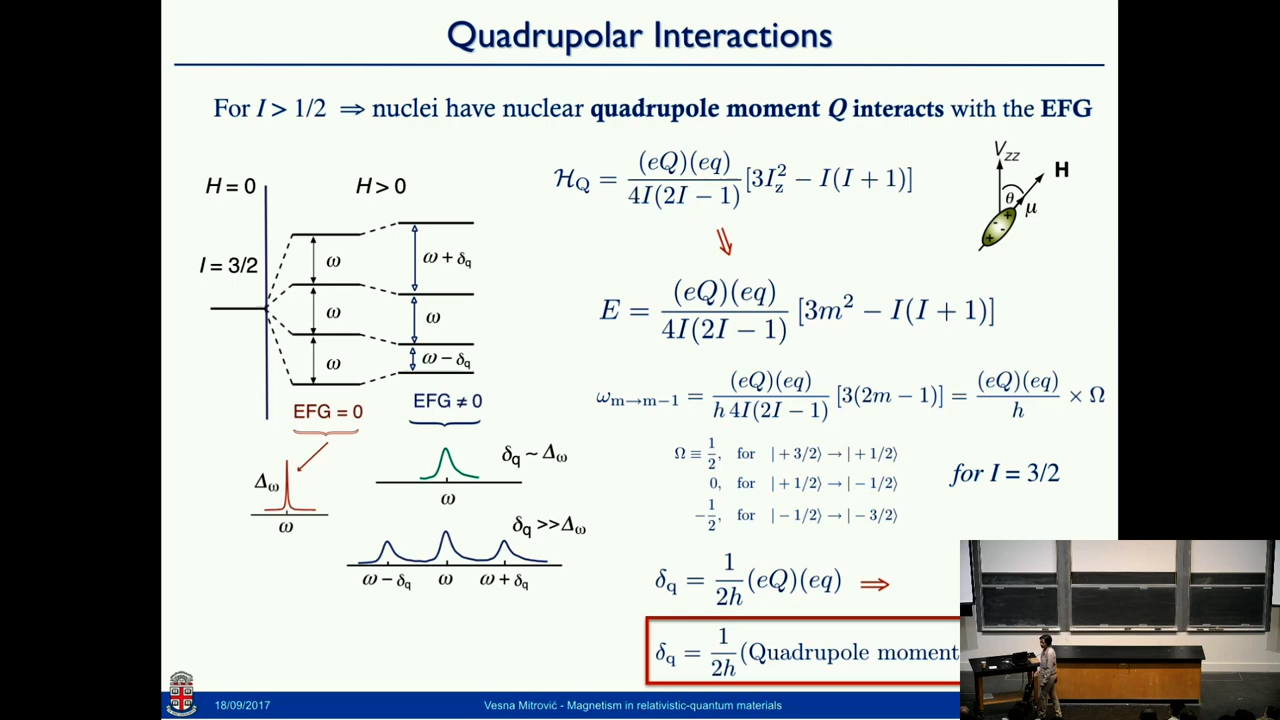 Quadrupolar Interactions
For I > 1/2 ⇒ nuclei have nuclear quadrupole moment Q interacts with the EFG
H = 0
H > 0
I = 3/2
ω
ω
ω
ω + δq
ω
ω − δq
EFG = 0
EFG ≠ 0
Δω
ω
δq ~ Δω
ω
δq >> Δω
ω − δq ω ω + δq
ℋQ = (eQ)(eq) / 4I(2I − 1) [3I_z^2 − I(I + 1)]
⇓
Vzz
H
θ
μ
+ - - +
E = (eQ)(eq) / 4I(2I − 1) [3m^2 − I(I + 1)]
ωm→m−1 = (eQ)(eq) / h 4I(2I − 1) [3(2m − 1)] = (eQ)(eq) / h × Ω
Ω ≡ 1/2, for | + 3/2⟩ → | + 1/2⟩
0, for | + 1/2⟩ → | − 1/2⟩
−1/2, for | − 1/2⟩ → | − 3/2⟩
for I = 3/2
δq = 1/2h (eQ)(eq) ⇒
δq = 1/2h (Quadrupole moment
18/09/2017
Vesna Mitrović - Magnetism in relativistic-quantum materials